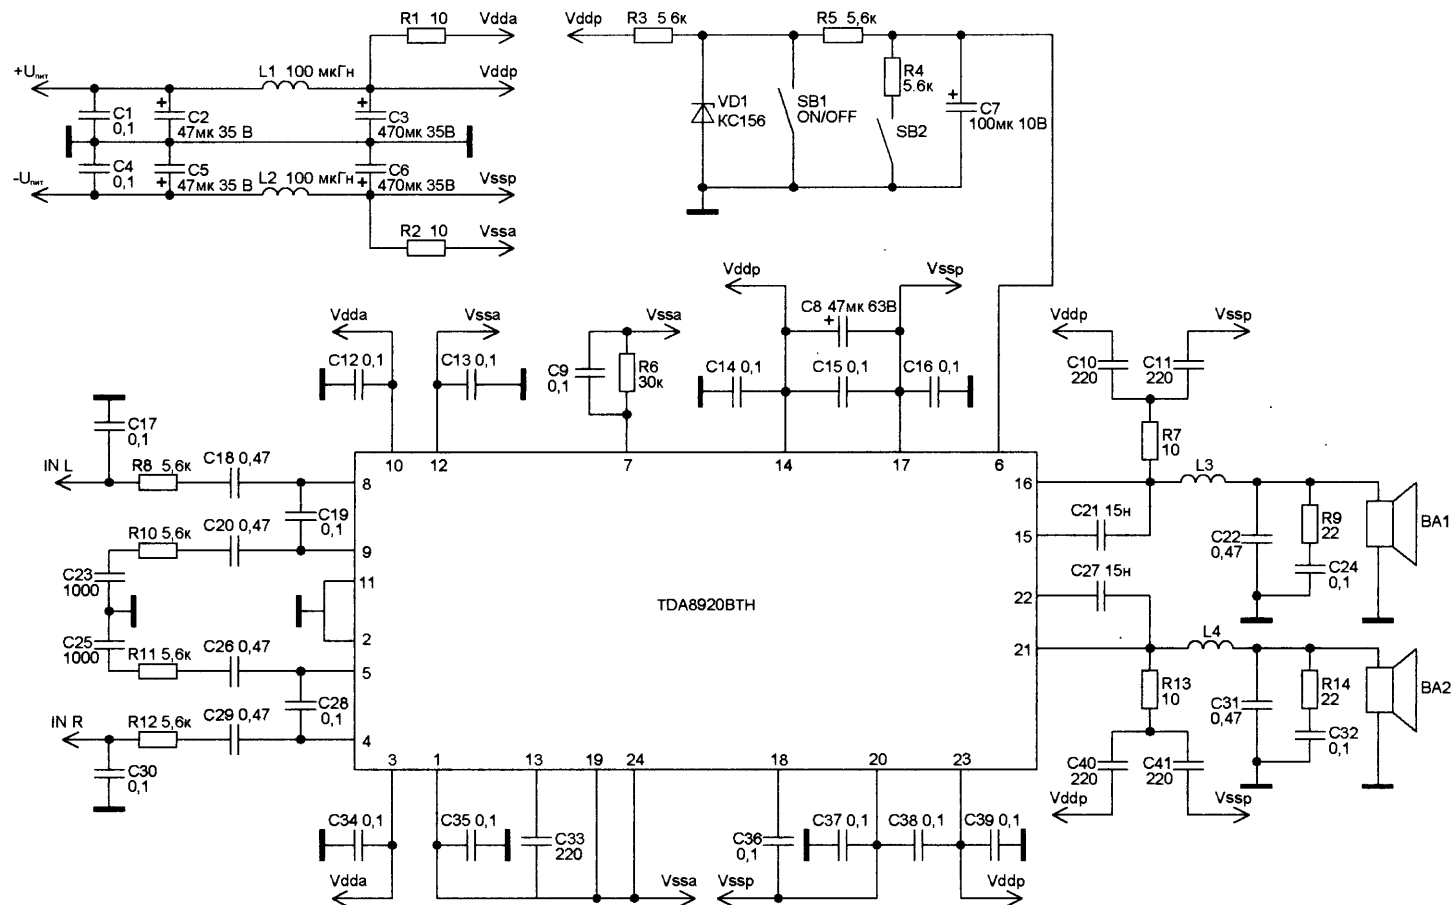 R1 10
Vdda
+Uпит
L1 100 мкГн
Vddp
C1
0,1
C2
47мк 35 В
C3
470мк 35В
C4
0,1
C5
47мк 35 В
C6
470мк 35В
-Uпит
L2 100 мкГн
Vssp
R2 10
Vssa
Vddp
R3 5 6к
R5 5,6к
R4
5.6к
VD1
КС156
SB1
ON/OFF
SB2
C7
100мк 10В
Vdda
Vssa
Vssa
Vddp
Vssp
C8 47мк 63В
Vddp
Vssp
C12 0,1
C13 0,1
C9
0,1
R6
30к
C14 0,1
C15 0,1
C16 0,1
C10
220
C11
220
R7
10
C17
0,1
IN L
R8 5,6к
C18 0,47
10
12
7
14
17
6
8
16
L3
C19
0,1
R10 5,6к
C20 0,47
9
15
C21 15н
C22
0,47
R9
22
C24
0,1
BA1
C23
1000
11
TDA8920BTH
22
C27 15н
2
C25
1000
R11 5,6к
C26 0,47
5
21
L4
C28
0,1
IN R
R12 5,6к
C29 0,47
4
R13
10
C31
0,47
R14
22
C32
0,1
BA2
C30
0,1
3
1
13
19
24
18
20
23
C40
220
C41
220
Vddp
Vssp
C34 0,1
C35 0,1
C33
220
C36
0,1
C37 0,1
C38 0,1
C39 0,1
Vdda
Vssa
Vssp
Vddp